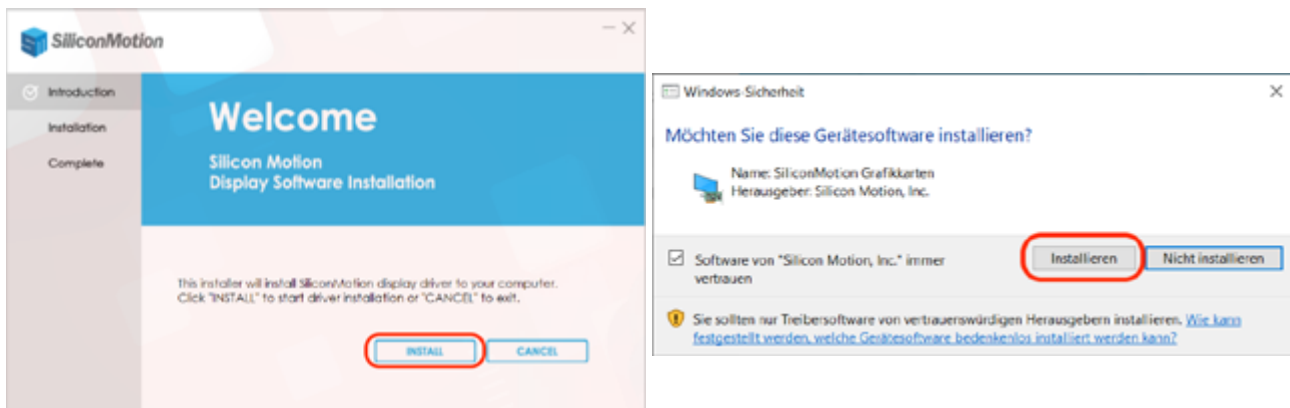 SiliconMotion
Introduction
Installation
Complete
Welcome
Silicon Motion
Display Software Installation
This installer will install SiliconMotion display driver to your computer.
Click "INSTALL" to start driver installation or "CANCEL" to exit.
INSTALL
CANCEL
Windows-Sicherheit
Möchten Sie diese Gerätesoftware installieren?
Name: SiliconMotion Grafikkarten
Herausgeber: Silicon Motion, Inc.
Software von "Silicon Motion, Inc." immer
vertrauen
Installieren
Nicht installieren
Sie sollten nur Treibersoftware von vertrauenswürdigen Herausgebern installieren. Wie kann
festgestellt werden, welche Gerätesoftware bedenkenlos installiert werden kann?